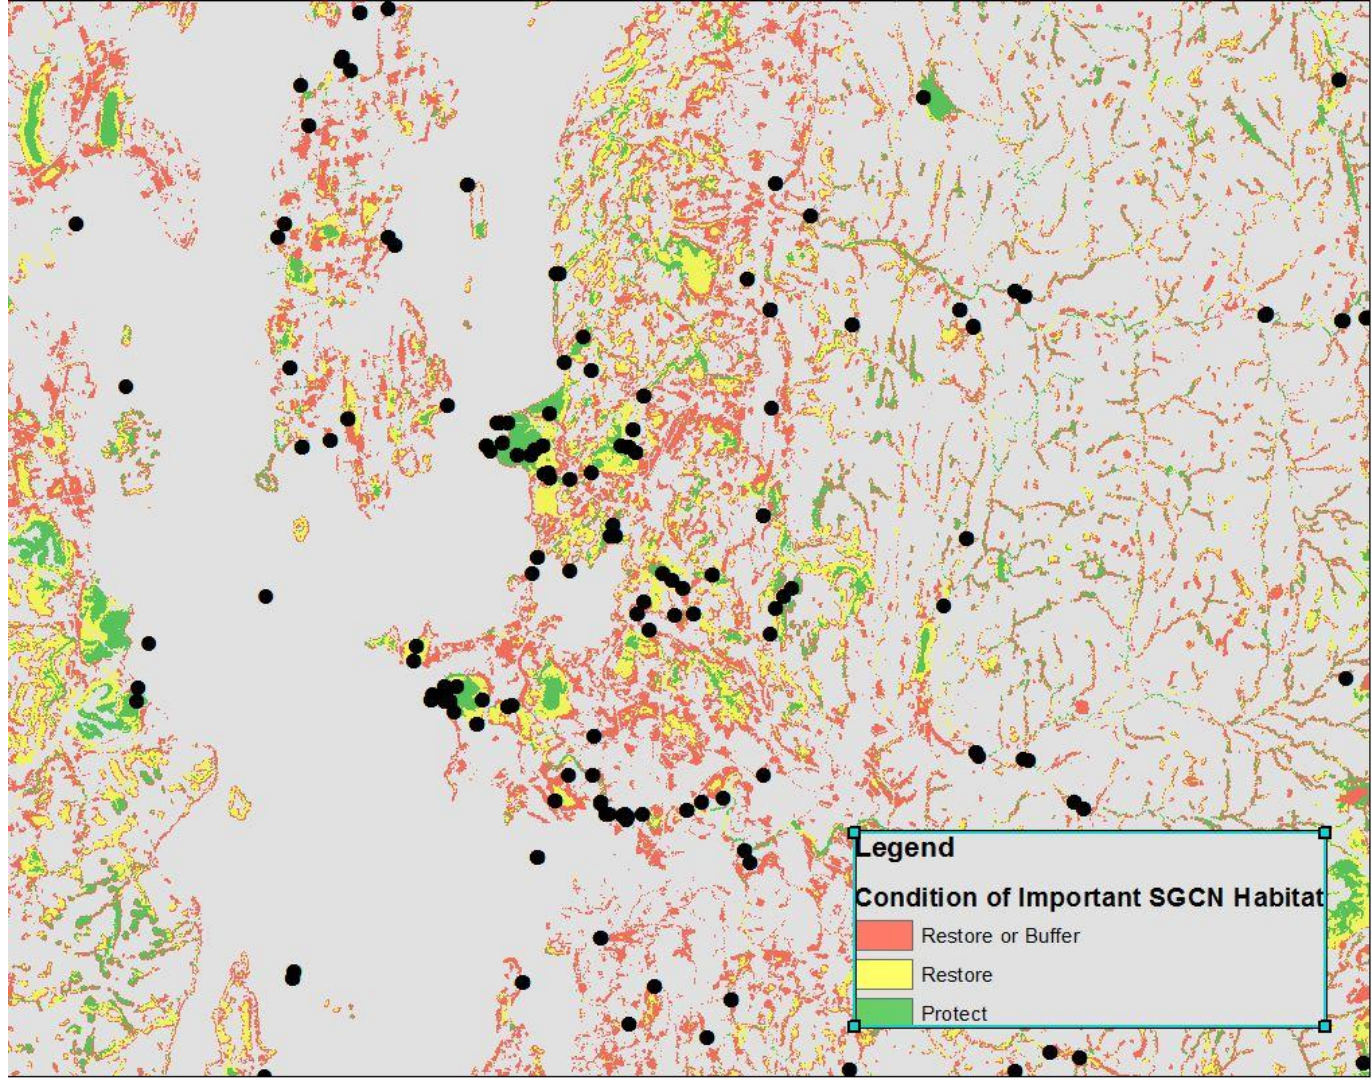 Legend
Condition of Important SGCN Habitat
Restore or Buffer
Restore
Protect